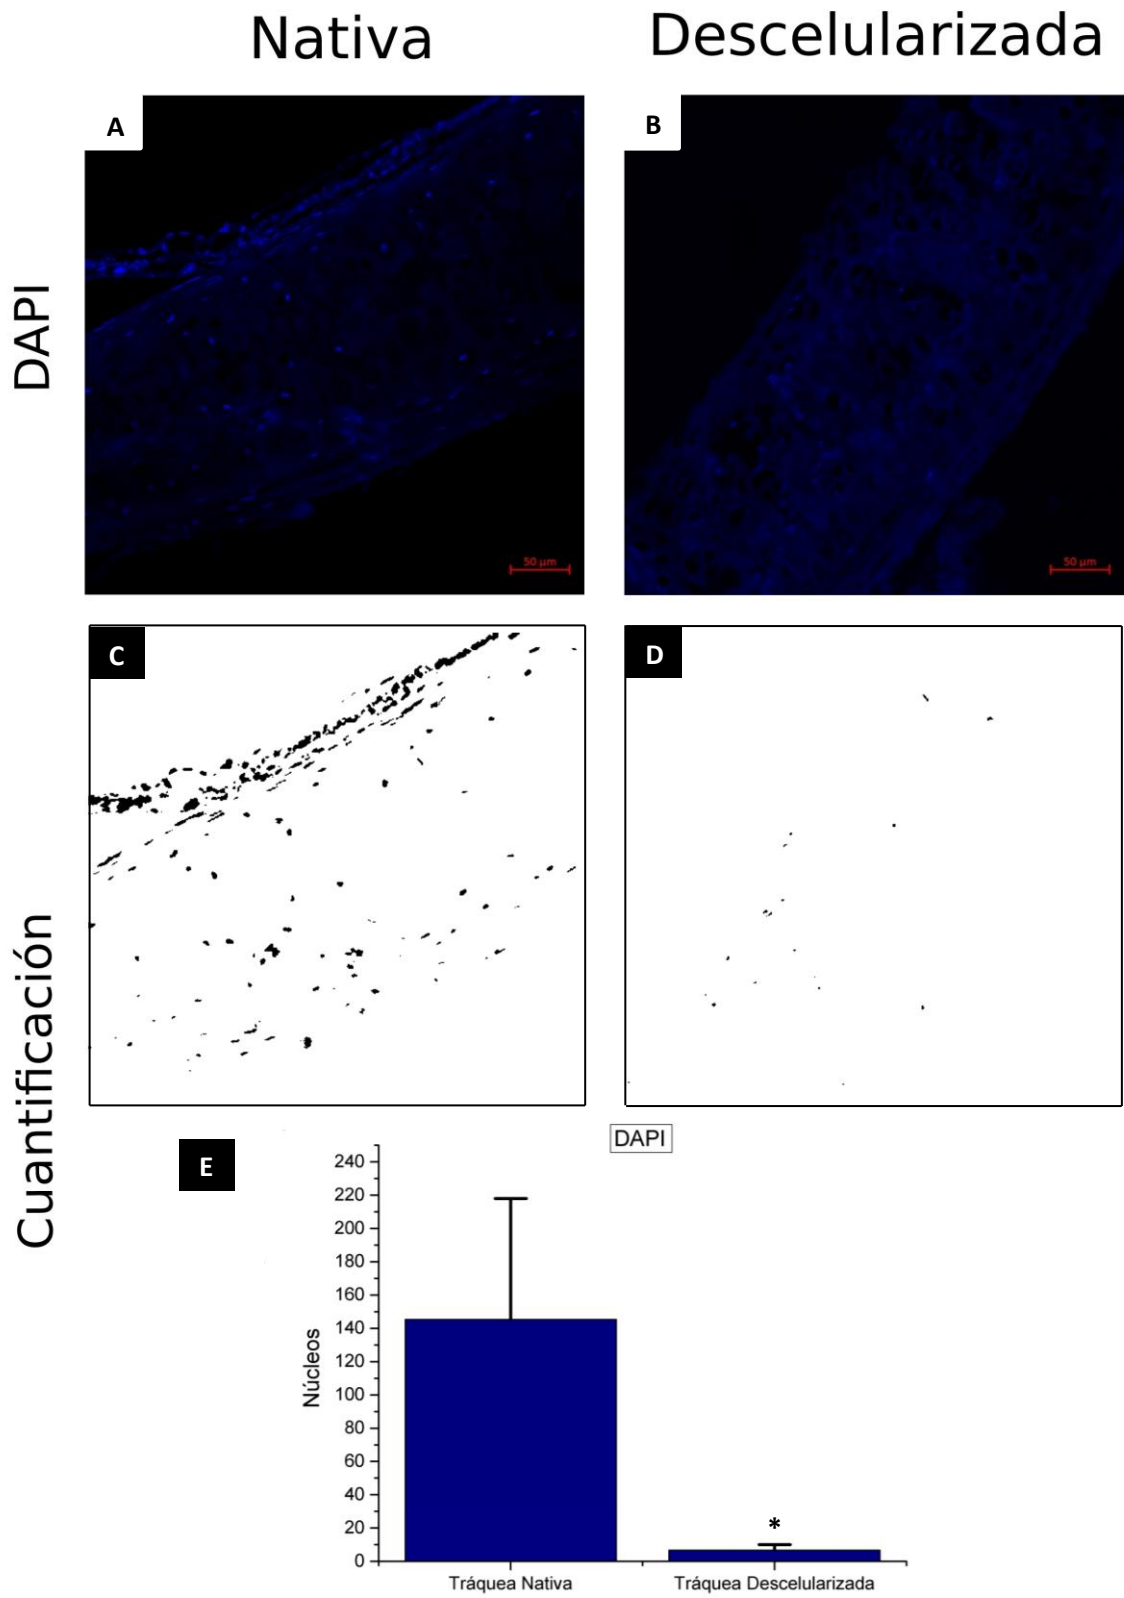 Nativa
Descelularizada
DAPI
A
B
50 µm
50 µm
Cuantificación
C
D
E
DAPI
Núcleos
240
220
200
180
160
140
120
100
80
60
40
20
0
*
Tráquea Nativa
Tráquea Descelularizada